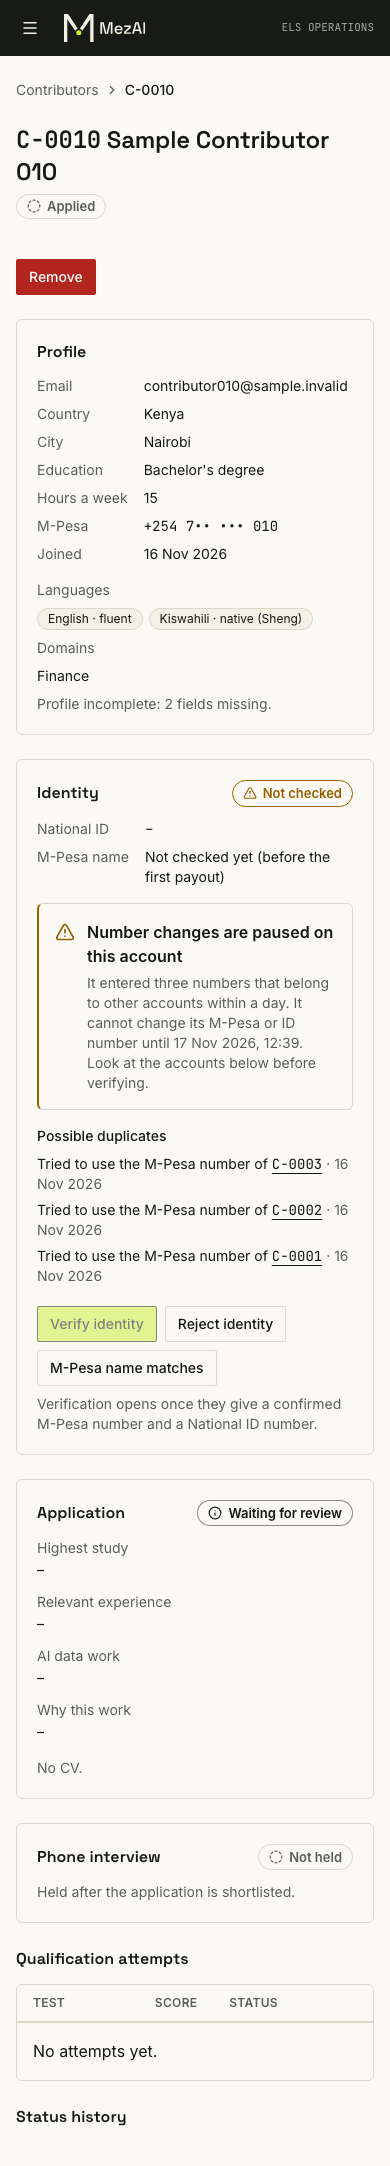 MezAI
ELS OPERATIONS
Contributors > C-0010
C-0010 Sample Contributor
010
Applied
Remove
Profile
Email contributor010@sample.invalid
Country Kenya
City Nairobi
Education Bachelor's degree
Hours a week 15
M-Pesa +254 7•• ••• 010
Joined 16 Nov 2026
Languages
English · fluent Kiswahili · native (Sheng)
Domains
Finance
Profile incomplete: 2 fields missing.
Identity Not checked
National ID –
M-Pesa name Not checked yet (before the
first payout)
Number changes are paused on
this account
It entered three numbers that belong
to other accounts within a day. It
cannot change its M-Pesa or ID
number until 17 Nov 2026, 12:39.
Look at the accounts below before
verifying.
Possible duplicates
Tried to use the M-Pesa number of C-0003 · 16
Nov 2026
Tried to use the M-Pesa number of C-0002 · 16
Nov 2026
Tried to use the M-Pesa number of C-0001 · 16
Nov 2026
Verify identity Reject identity
M-Pesa name matches
Verification opens once they give a confirmed
M-Pesa number and a National ID number.
Application Waiting for review
Highest study
–
Relevant experience
–
AI data work
–
Why this work
–
No CV.
Phone interview Not held
Held after the application is shortlisted.
Qualification attempts
TEST SCORE STATUS
No attempts yet.
Status history